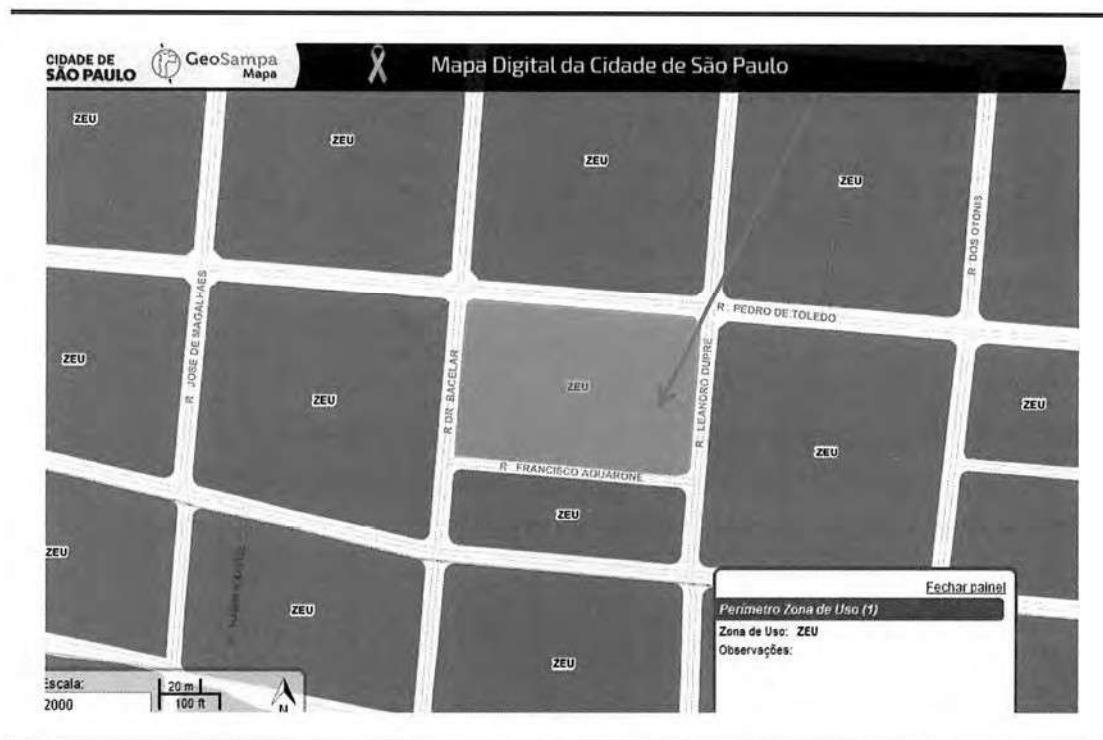 CIDADE DE
SÃO PAULO
GeoSampa
Mapa
Mapa Digital da Cidade de São Paulo
ZEU
ZEU
ZEU
ZEU
R DOS OTONIS
R JOSE DE MAGALHAES
R PEDRO DE TOLEDO
ZEU
ZEU
R DR BACELAR
ZEU
R LEANDRO DUPRE
ZEU
ZEU
R FRANCISCO AQUARONE
ZEU
ZEU
ZEU
ZEU
Fechar painel
Perímetro Zona de Uso (1)
Zona de Uso: ZEU
Observações:
Escala:
2000
20 m
100 ft
N